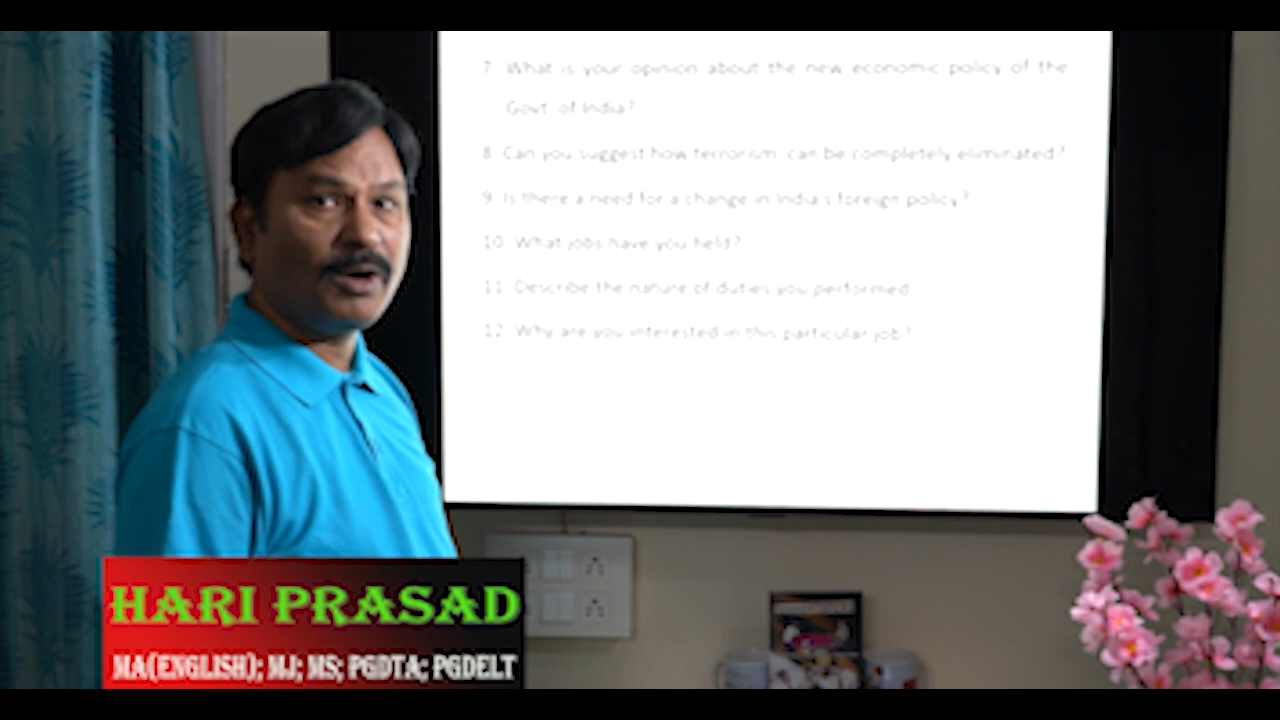 7. What is your opinion about the new economic policy of the
Govt. of India?
8. Can you suggest how terrorism can be completely eliminated?
9. Is there a need for a change in India's foreign policy?
10. What jobs have you held?
11. Describe the nature of duties you performed
12. Why are you interested in this particular job?
HARI PRASAD
MA(ENGLISH); MJ; MS; PGDTA; PGDELT